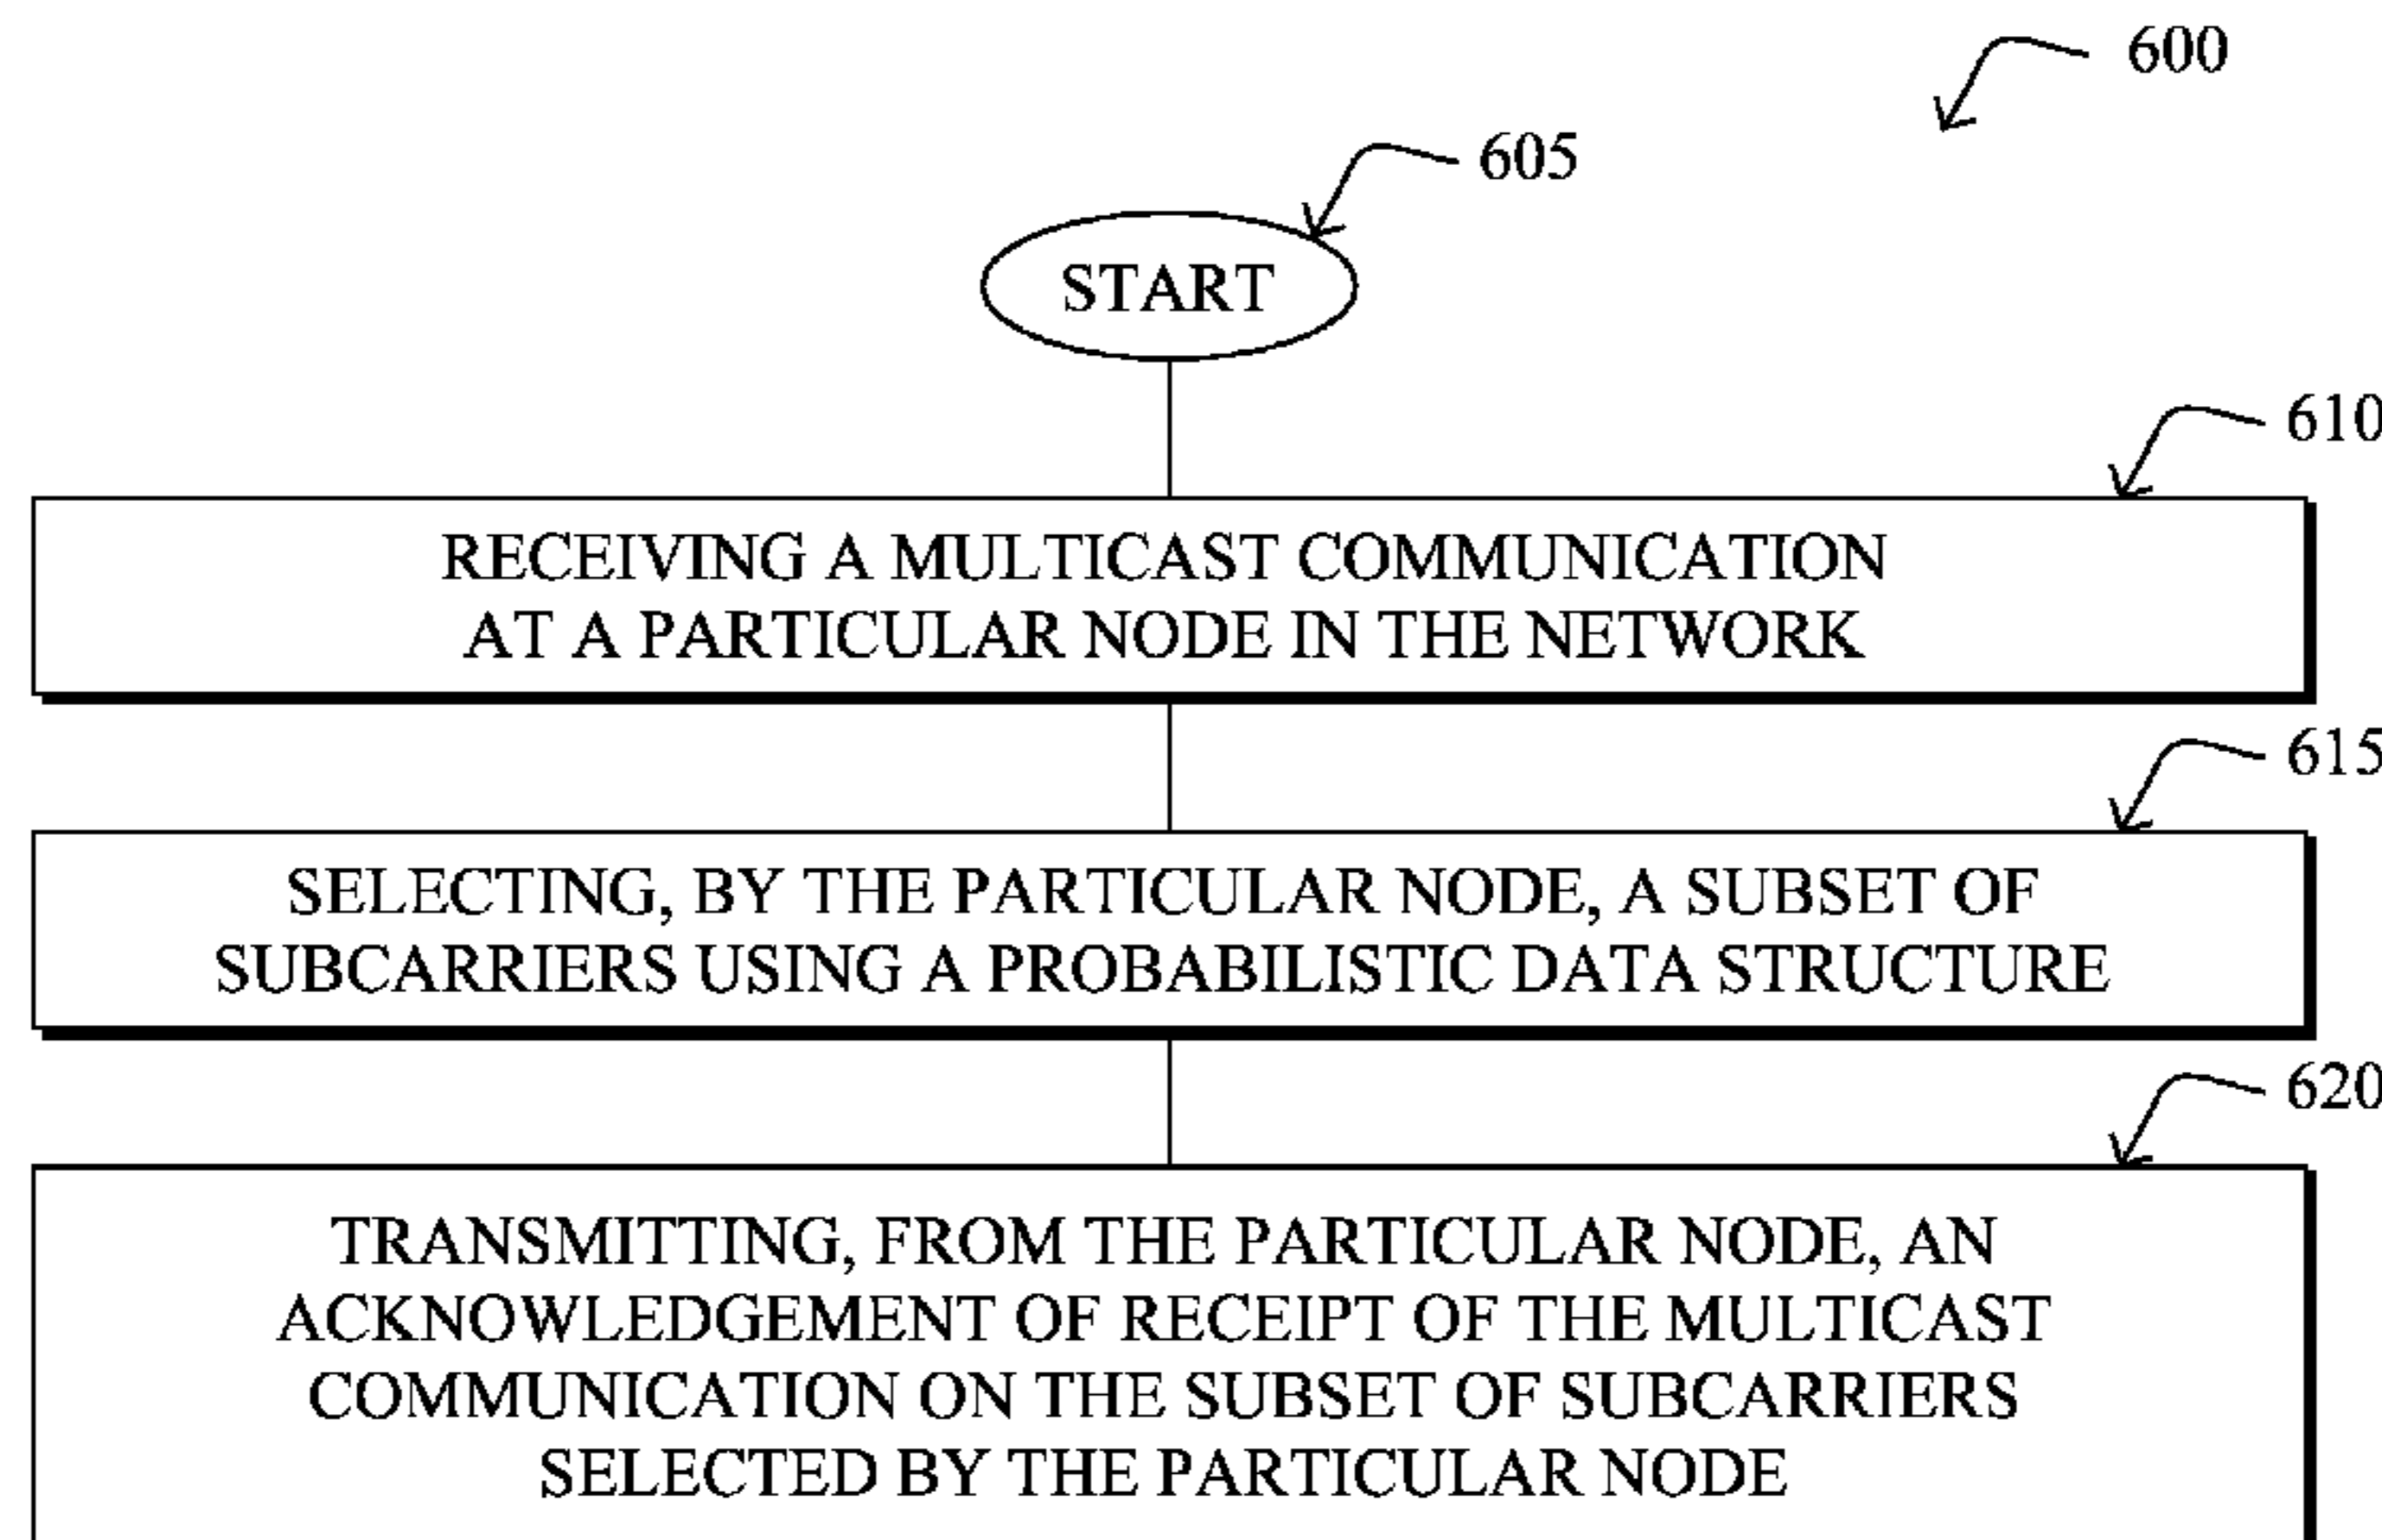 600
605
START
610
RECEIVING A MULTICAST COMMUNICATION
AT A PARTICULAR NODE IN THE NETWORK
615
SELECTING, BY THE PARTICULAR NODE, A SUBSET OF
SUBCARRIERS USING A PROBABILISTIC DATA STRUCTURE
620
TRANSMITTING, FROM THE PARTICULAR NODE, AN
ACKNOWLEDGEMENT OF RECEIPT OF THE MULTICAST
COMMUNICATION ON THE SUBSET OF SUBCARRIERS
SELECTED BY THE PARTICULAR NODE